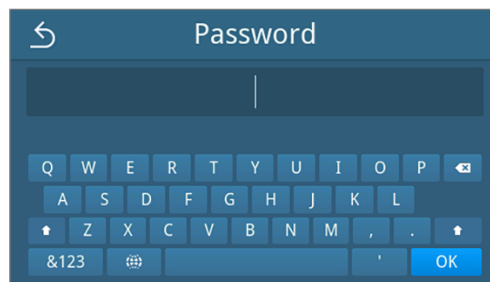 Password
Q W E R T Y U I O P
A S D F G H J K L
Z X C V B N M , .
&123 ' OK